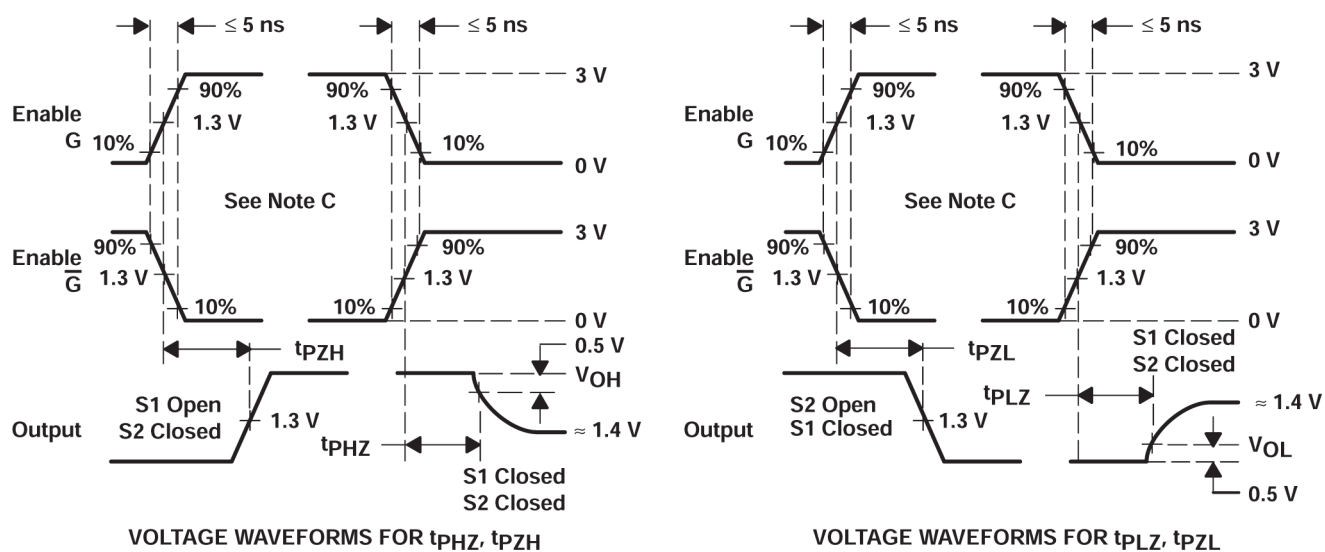 ≤ 5 ns
≤ 5 ns
3 V
90%
90%
Enable
G
1.3 V
1.3 V
10%
10%
0 V
See Note C
3 V
90%
90%
Enable
G
1.3 V
1.3 V
10%
10%
0 V
tPZH
0.5 V
VOH
S1 Open
S2 Closed
Output
1.3 V
≈ 1.4 V
tPHZ
S1 Closed
S2 Closed
VOLTAGE WAVEFORMS FOR tPHZ, tPZH
≤ 5 ns
≤ 5 ns
3 V
90%
90%
Enable
G
1.3 V
1.3 V
10%
10%
0 V
See Note C
3 V
90%
90%
Enable
G
1.3 V
1.3 V
10%
10%
0 V
tPZL
S1 Closed
S2 Closed
tPLZ
S2 Open
S1 Closed
Output
1.3 V
≈ 1.4 V
VOL
0.5 V
VOLTAGE WAVEFORMS FOR tPLZ, tPZL